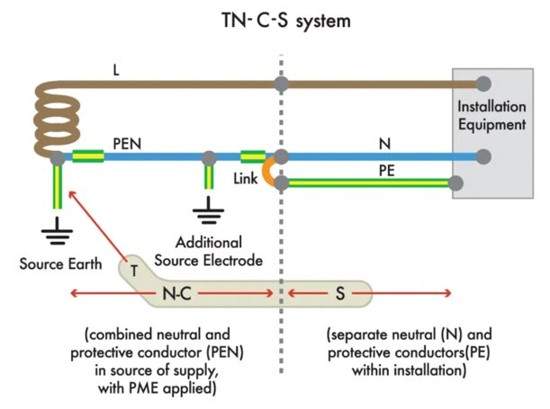 TN-C-S system
L
Installation
Equipment
PEN
N
Link
PE
Source Earth
Additional
Source Electrode
T
N-C
S
(combined neutral and
protective conductor (PEN)
in source of supply,
with PME applied)
(separate neutral (N) and
protective conductors(PE)
within installation)